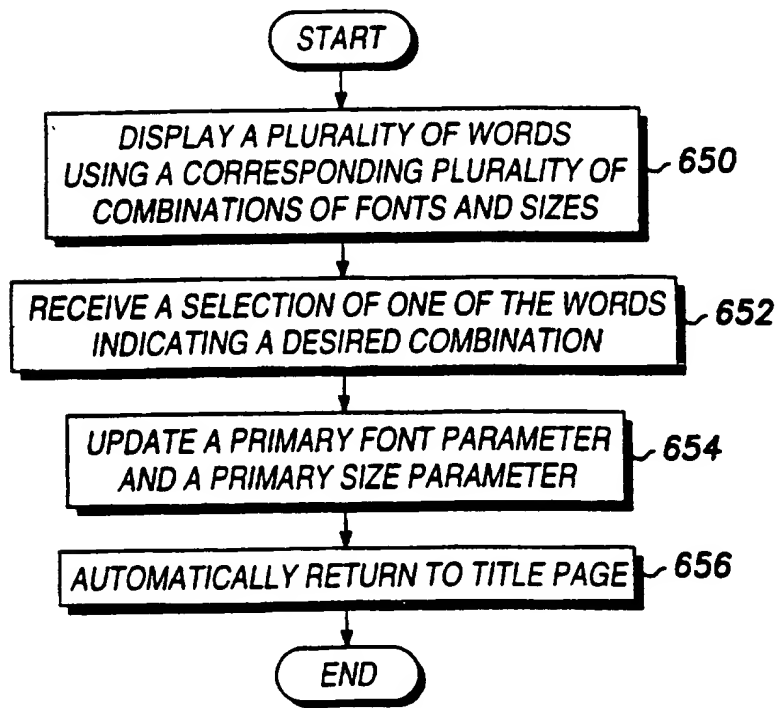 START
DISPLAY A PLURALITY OF WORDS
USING A CORRESPONDING PLURALITY OF
COMBINATIONS OF FONTS AND SIZES
650
RECEIVE A SELECTION OF ONE OF THE WORDS
INDICATING A DESIRED COMBINATION
652
UPDATE A PRIMARY FONT PARAMETER
AND A PRIMARY SIZE PARAMETER
654
AUTOMATICALLY RETURN TO TITLE PAGE
656
END